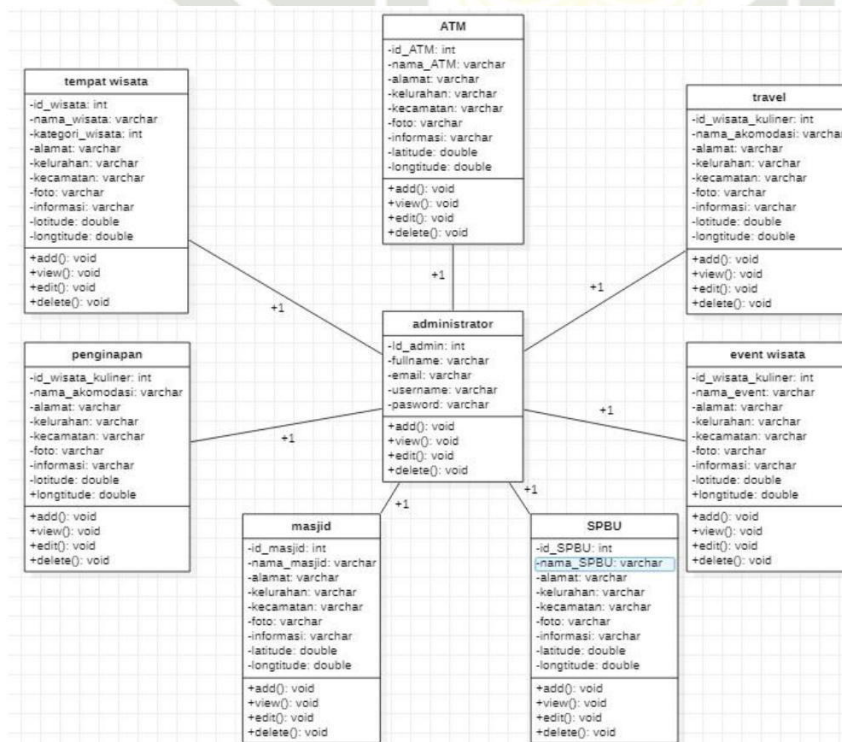 ATM
-id_ATM: int
-nama_ATM: varchar
-alamat: varchar
-kelurahan: varchar
-kecamatan: varchar
-foto: varchar
-informasi: varchar
-latitude: double
-longtitude: double
+add(): void
+view(): void
+edit(): void
+delete(): void
tempat wisata
-id_wisata: int
-nama_wisata: varchar
-kategori_wisata: int
-alamat: varchar
-kelurahan: varchar
-kecamatan: varchar
-foto: varchar
-informasi: varchar
-lotitude: double
-longtitude: double
+add(): void
+view(): void
+edit(): void
+delete(): void
travel
-id_wisata_kuliner: int
-nama_akomodasi: varchar
-alamat: varchar
-kelurahan: varchar
-kecamatan: varchar
-foto: varchar
-informasi: varchar
-lotitude: double
-longtitude: double
+add(): void
+view(): void
+edit(): void
+delete(): void
+1
+1
+1
administrator
-Id_admin: int
-fullname: varchar
-email: varchar
-username: varchar
-pasword: varchar
+add(): void
+view(): void
+edit(): void
+delete(): void
penginapan
-id_wisata_kuliner: int
-nama_akomodasi: varchar
-alamat: varchar
-kelurahan: varchar
-kecamatan: varchar
-foto: varchar
-informasi: varchar
-lotitude: double
+longtitude: double
+add(): void
+view(): void
+edit(): void
+delete(): void
event wisata
-id_wisata_kuliner: int
-nama_event: varchar
-alamat: varchar
-kelurahan: varchar
-kecamatan: varchar
-foto: varchar
-informasi: varchar
-lotitude: double
+longtitude: double
+add(): void
+view(): void
+edit(): void
+delete(): void
+1
+1
+1
+1
masjid
-id_masjid: int
-nama_masjid: varchar
-alamat: varchar
-kelurahan: varchar
-kecamatan: varchar
-foto: varchar
-informasi: varchar
-latitude: double
-longtitude: double
+add(): void
+view(): void
+edit(): void
+delete(): void
SPBU
-id_SPBU: int
-nama_SPBU: varchar
-alamat: varchar
-kelurahan: varchar
-kecamatan: varchar
-foto: varchar
-informasi: varchar
-latitude: double
-longtitude: double
+add(): void
+view(): void
+edit(): void
+delete(): void